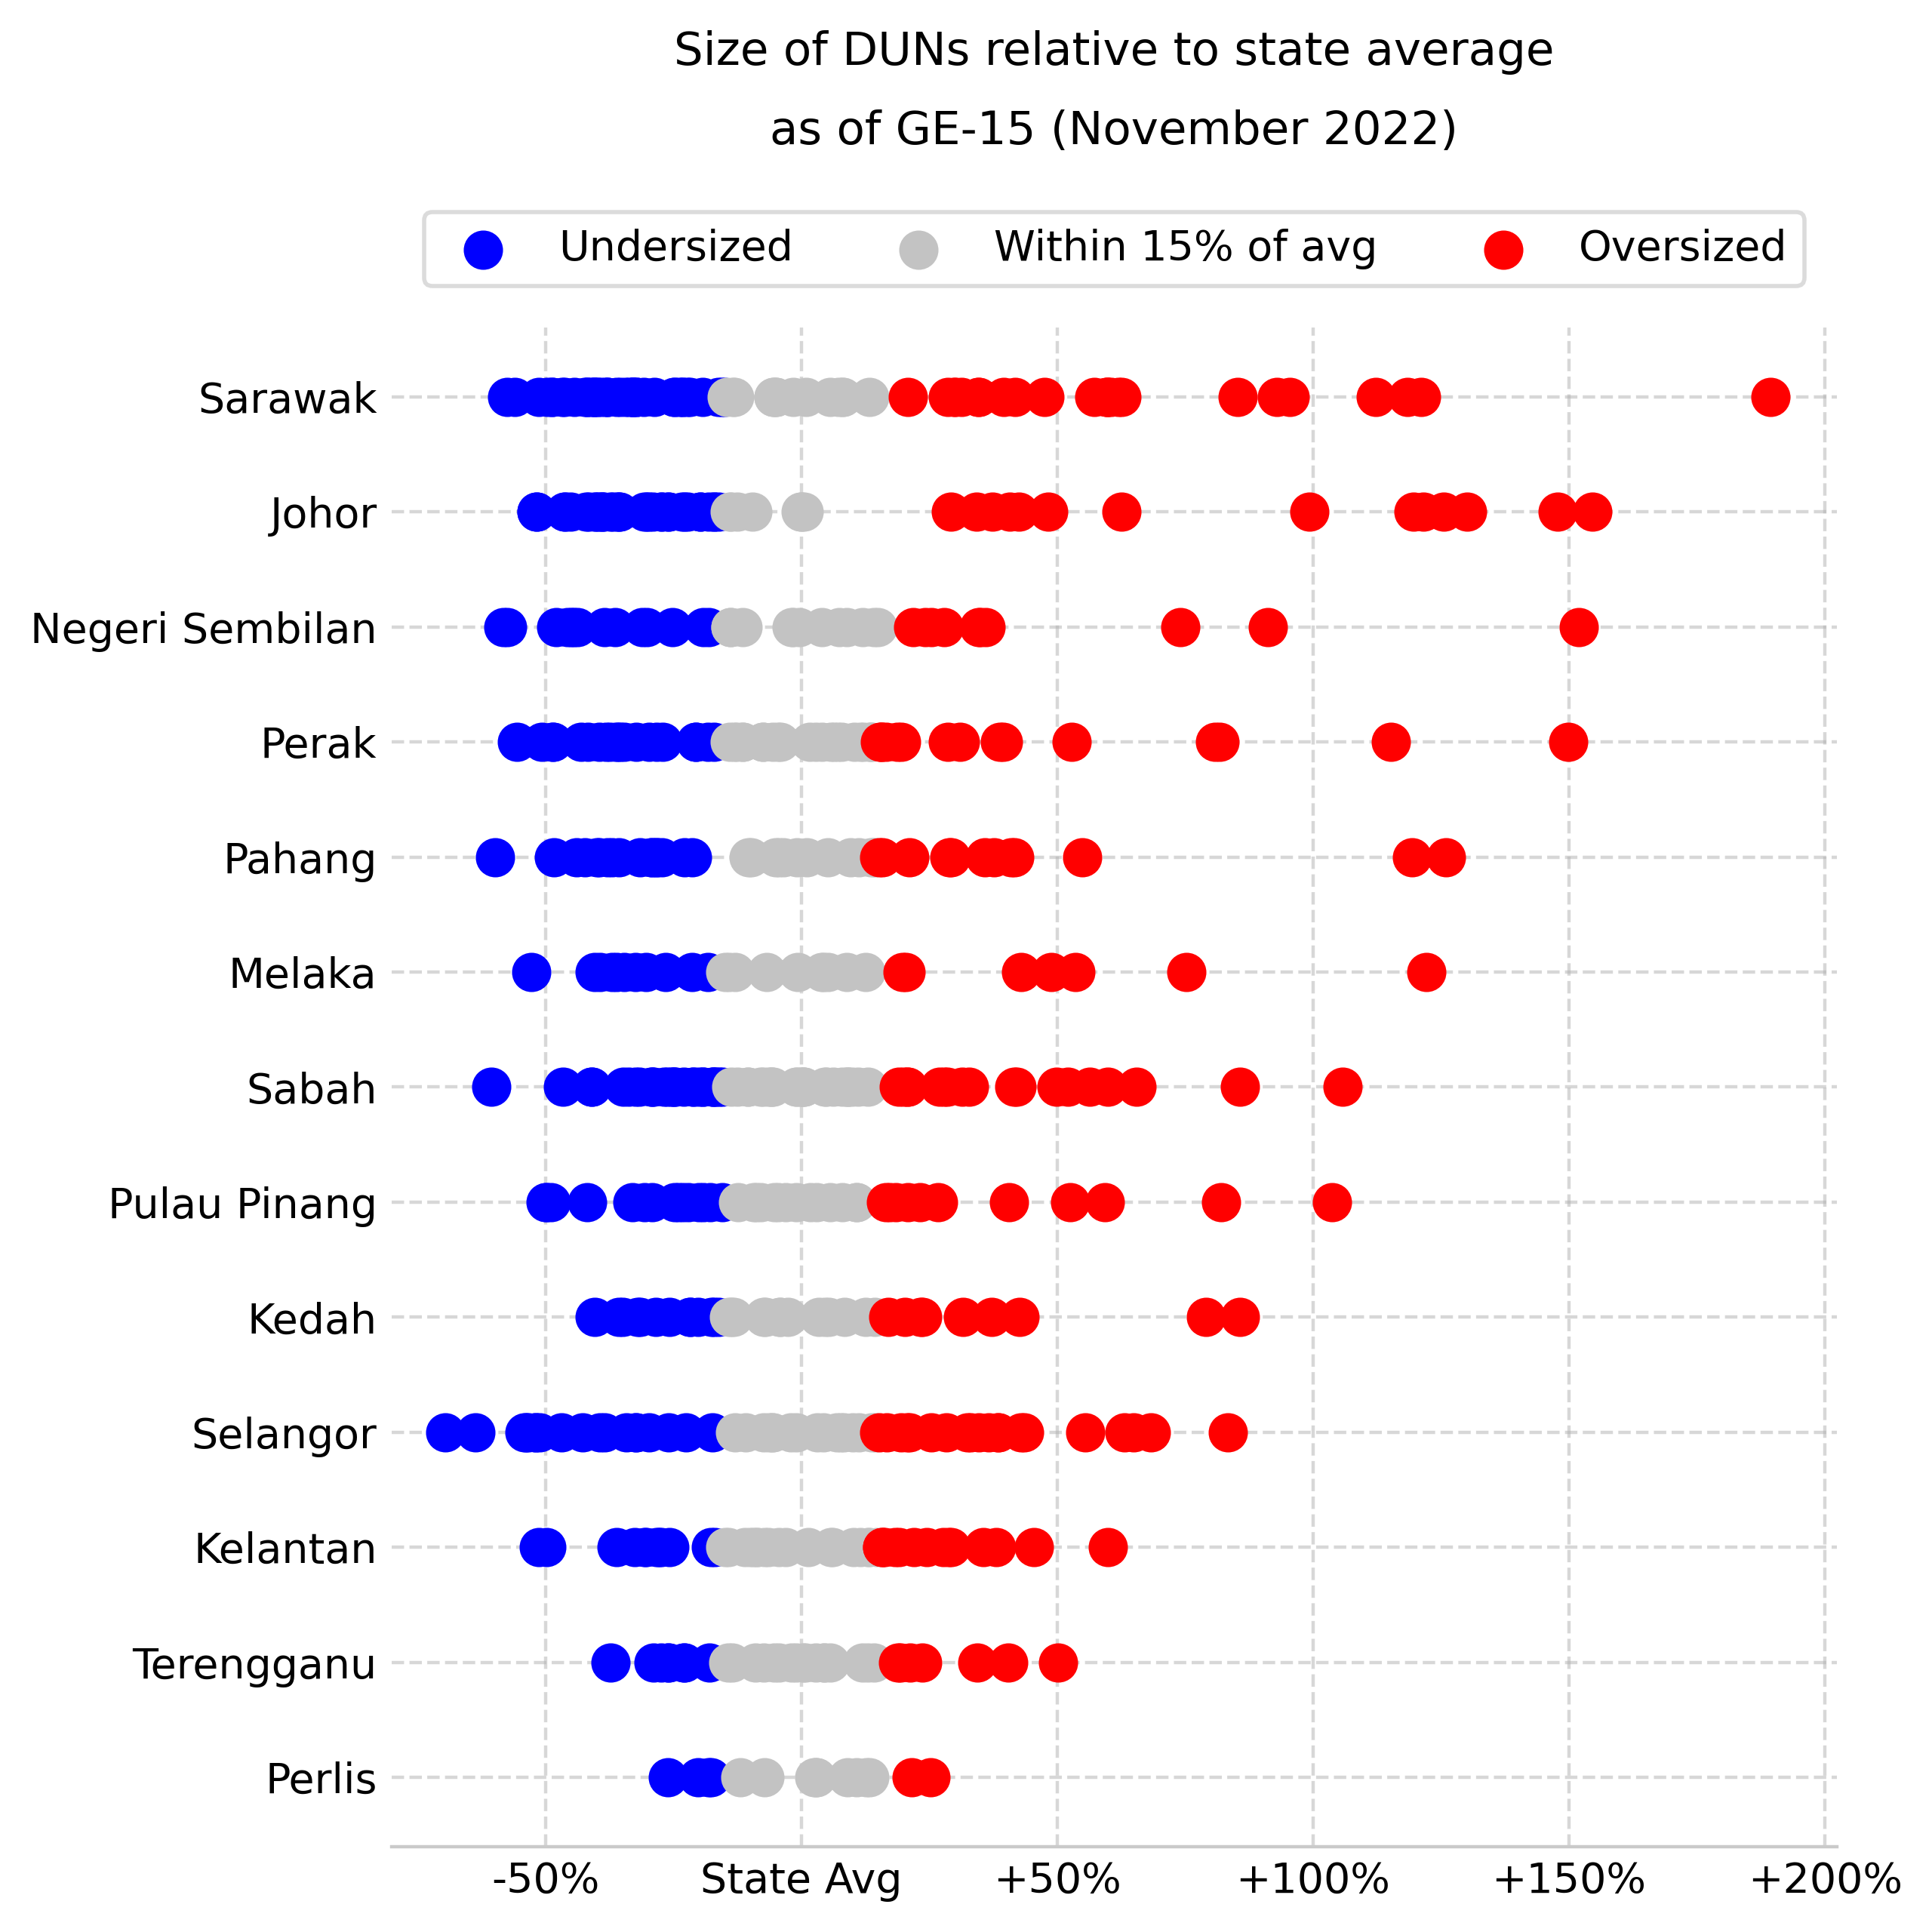 Size of DUNs relative to state average
as of GE-15 (November 2022)
Undersized
Within 15% of avg
Oversized
Sarawak
Johor
Negeri Sembilan
Perak
Pahang
Melaka
Sabah
Pulau Pinang
Kedah
Selangor
Kelantan
Terengganu
Perlis
-50%
State Avg
+50%
+100%
+150%
+200%